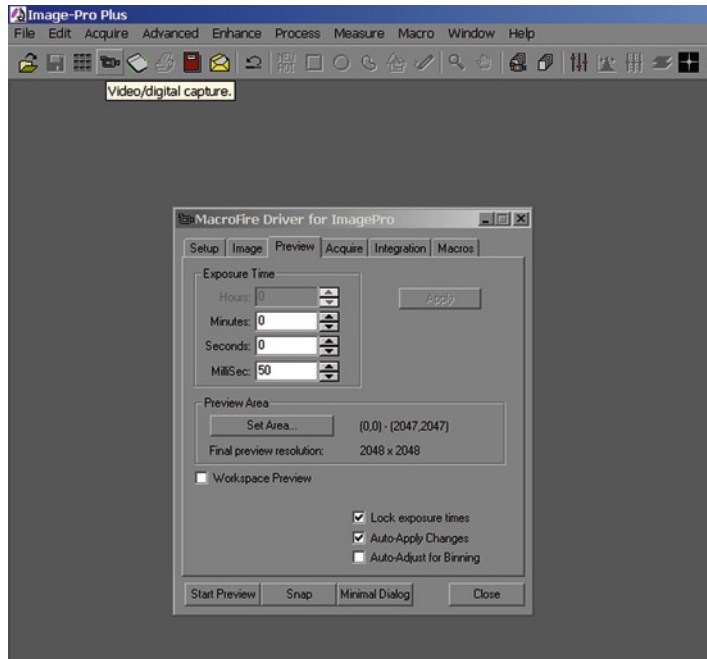 Image-Pro Plus
File Edit Acquire Advanced Enhance Process Measure Macro Window Help
Video/digital capture.
MacroFire Driver for ImagePro
Setup Image Preview Acquire Integration Macros
Exposure Time
Hours: 0
Apply
Minutes: 0
Seconds: 0
MilliSec: 50
Preview Area
Set Area... (0,0) - (2047,2047)
Final preview resolution: 2048 x 2048
Workspace Preview
Lock exposure times
Auto-Apply Changes
Auto-Adjust for Binning
Start Preview Snap Minimal Dialog Close